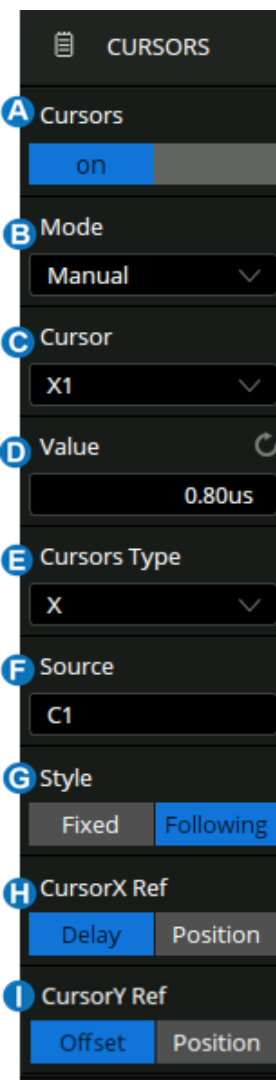 CURSORS
A Cursors
on
B Mode
Manual
C Cursor
X1
D Value
0.80us
E Cursors Type
X
F Source
C1
G Style
Fixed Following
H CursorX Ref
Delay Position
I CursorY Ref
Offset Position